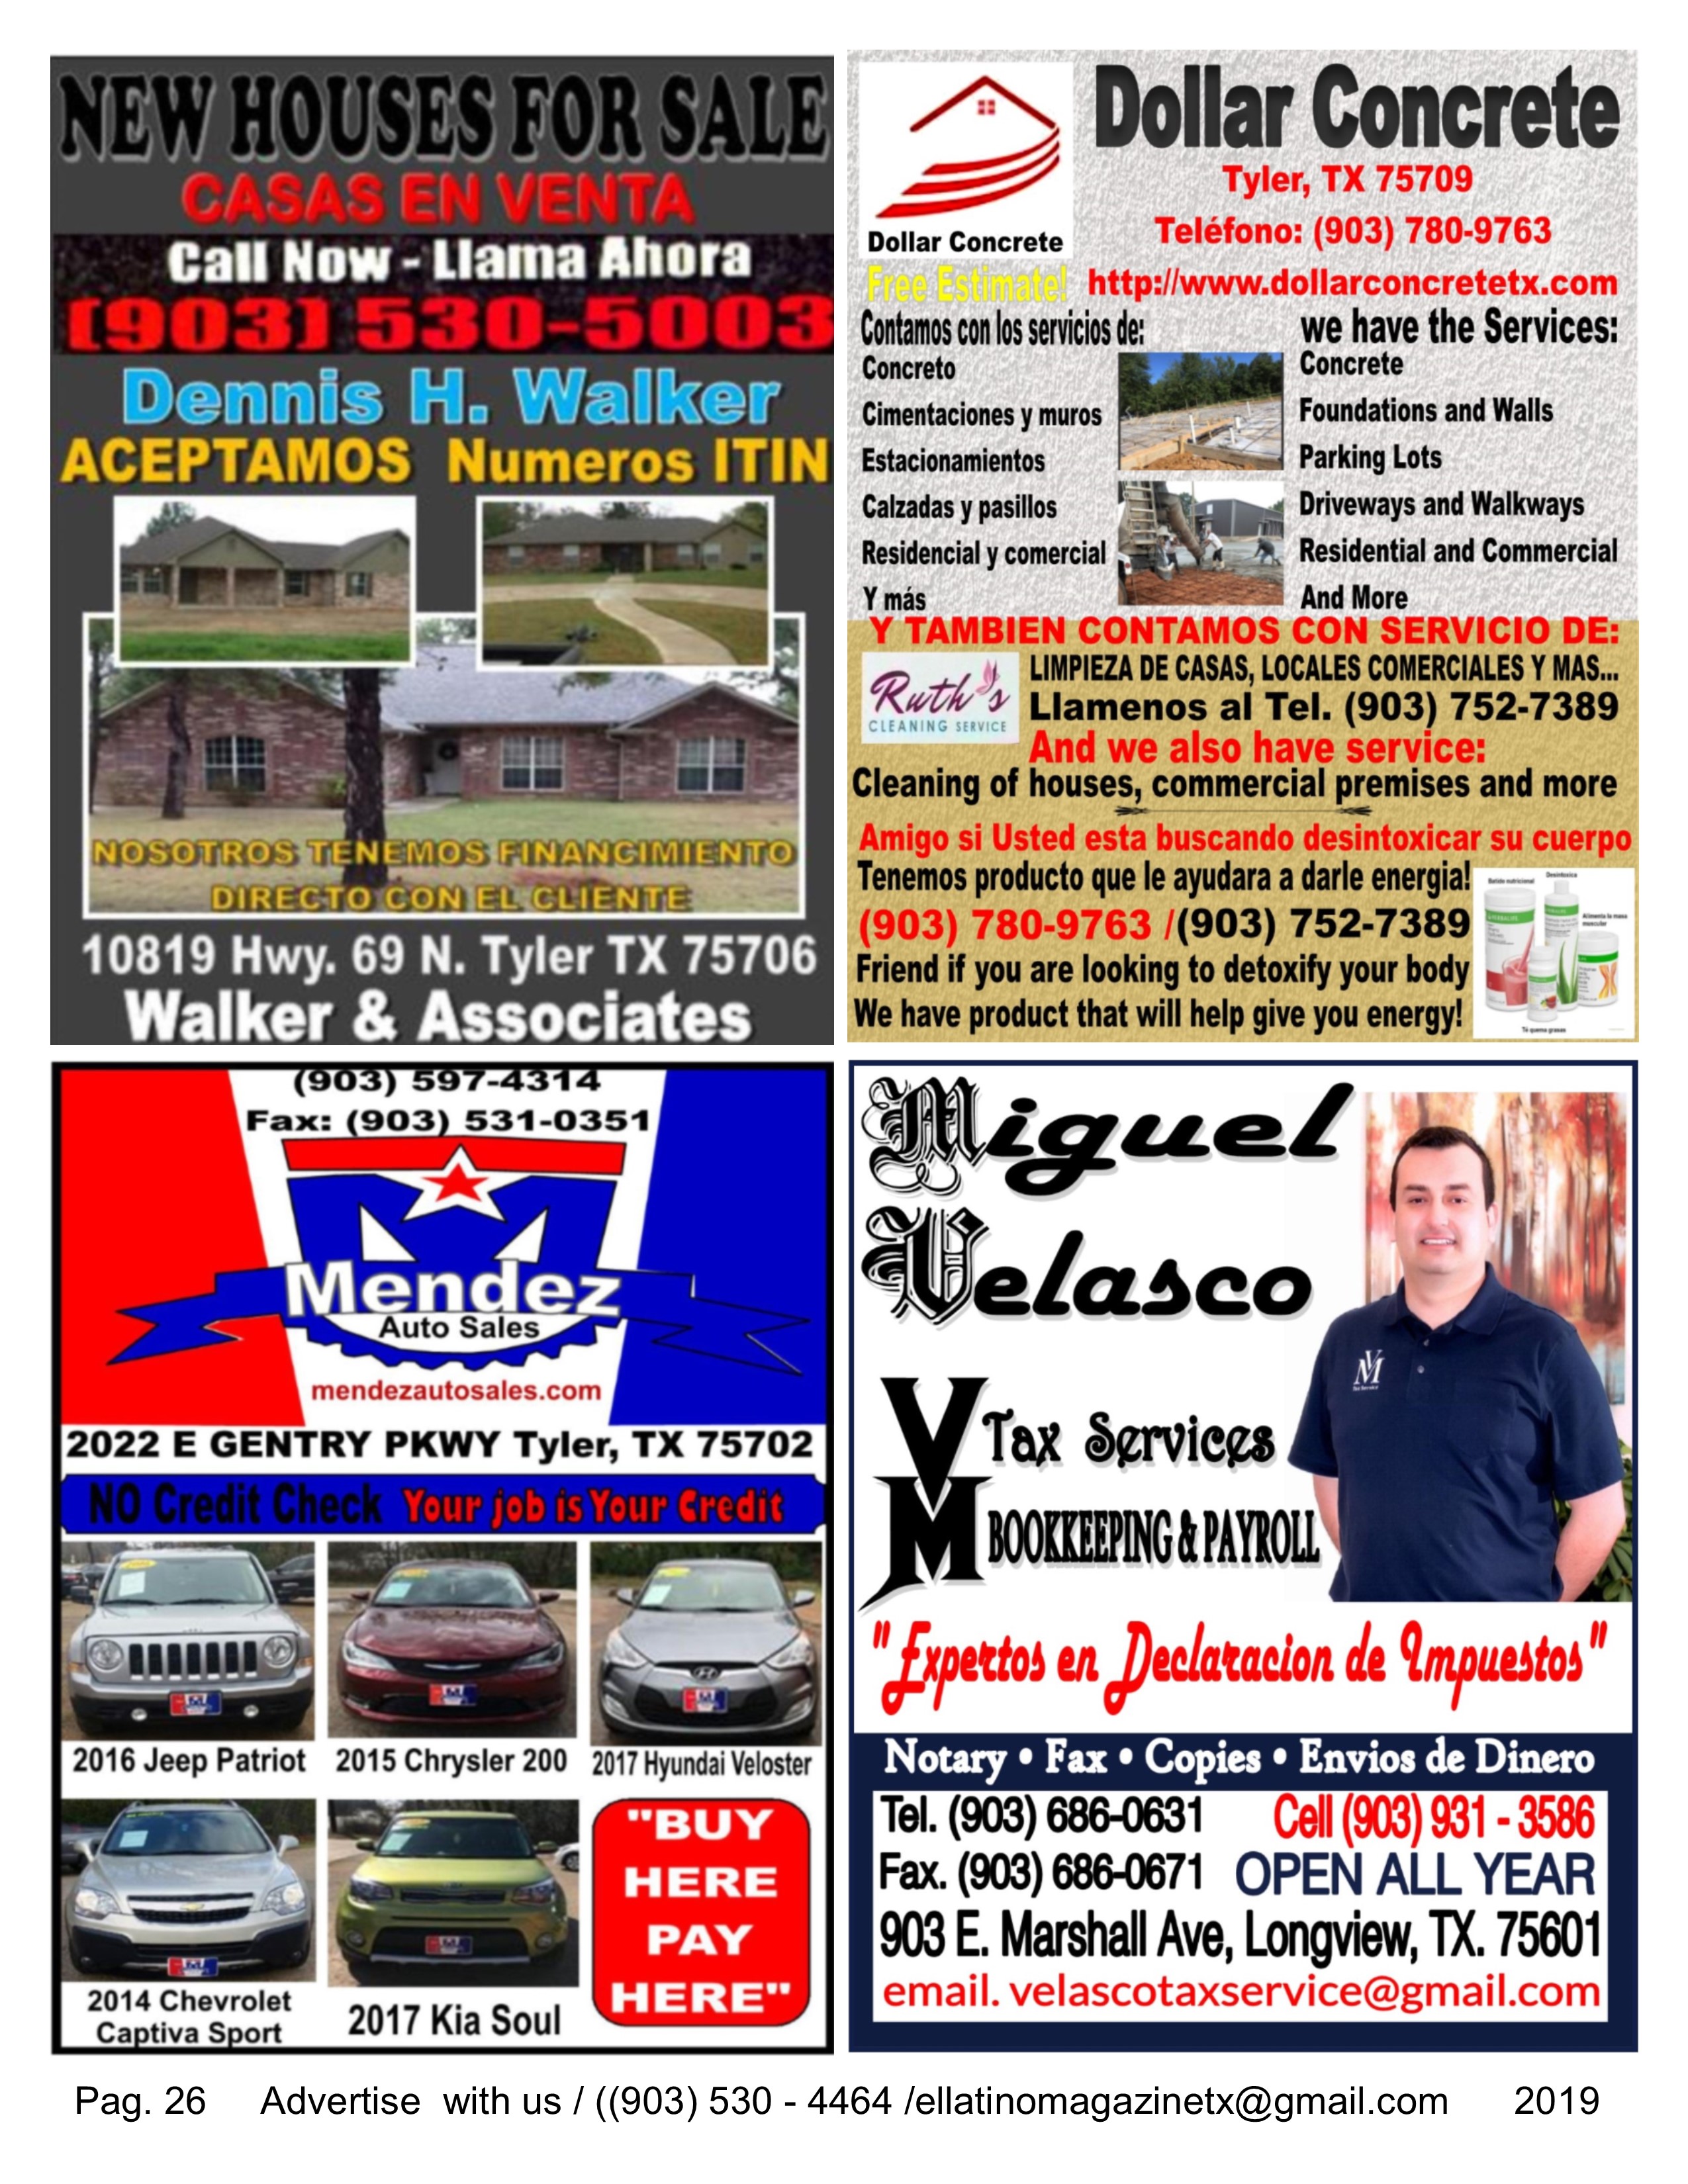 NEW HOUSES FOR SALE
CASAS EN VENTA
Call Now - Llama Ahora
(903) 530-5003
Dennis H. Walker
ACEPTAMOS Numeros ITIN
NOSOTROS TENEMOS FINANCIMIENTO
DIRECTO CON EL CLIENTE
10819 Hwy. 69 N. Tyler TX 75706
Walker & Associates
Dollar Concrete
Dollar Concrete
Tyler, TX 75709
Teléfono: (903) 780-9763
Free Estimate! http://www.dollarconcretetx.com
Contamos con los servicios de:
Concreto
Cimentaciones y muros
Estacionamientos
Calzadas y pasillos
Residencial y comercial
Y más
we have the Services:
Concrete
Foundations and Walls
Parking Lots
Driveways and Walkways
Residential and Commercial
And More
Y TAMBIEN CONTAMOS CON SERVICIO DE:
Ruth's
CLEANING SERVICE
LIMPIEZA DE CASAS, LOCALES COMERCIALES Y MAS...
Llamenos al Tel. (903) 752-7389
And we also have service:
Cleaning of houses, commercial premises and more
Amigo si Usted esta buscando desintoxicar su cuerpo
Tenemos producto que le ayudara a darle energia!
(903) 780-9763 /(903) 752-7389
Friend if you are looking to detoxify your body
We have product that will help give you energy!
Batido nutricional
Desintoxica
Alimenta la masa
muscular
Té quema grasas
(903) 597-4314
Fax: (903) 531-0351
Mendez
Auto Sales
mendezautosales.com
2022 E GENTRY PKWY Tyler, TX 75702
NO Credit Check Your job is Your Credit
2016 Jeep Patriot
2015 Chrysler 200
2017 Hyundai Veloster
2014 Chevrolet
Captiva Sport
2017 Kia Soul
"BUY
HERE
PAY
HERE"
Miguel
Velasco
VM
Tax Services
BOOKKEEPING & PAYROLL
VM
Tax Services
"Expertos en Declaracion de Impuestos"
Notary • Fax • Copies • Envios de Dinero
Tel. (903) 686-0631 Cell (903) 931 - 3586
Fax. (903) 686-0671 OPEN ALL YEAR
903 E. Marshall Ave, Longview, TX. 75601
email. velascotaxservice@gmail.com
Pag. 26 Advertise with us / ((903) 530 - 4464 /ellatinomagazinetx@gmail.com 2019